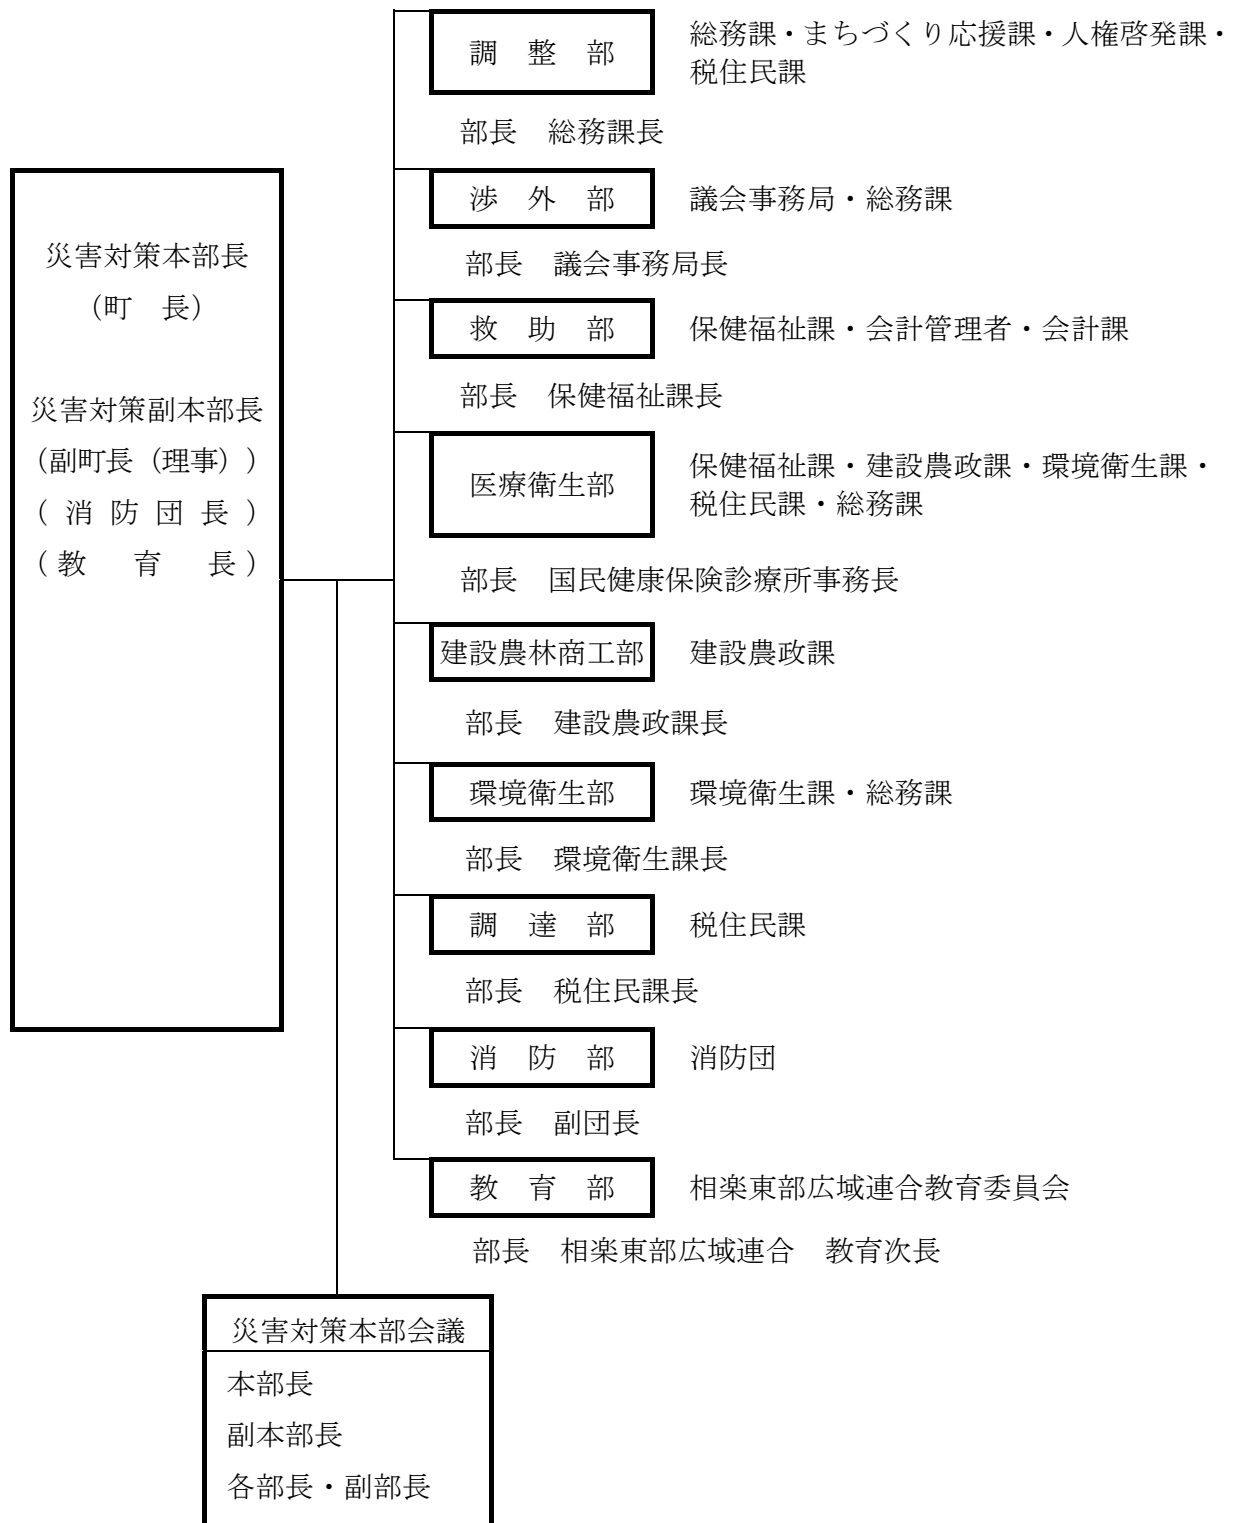 調　整　部
総務課・まちづくり応援課・人権啓発課・
税住民課
部長　総務課長
災害対策本部長
（町　長）
災害対策副本部長
（副町長（理事））
（ 消 防 団 長 ）
（ 教　育　長 ）
渉　外　部
議会事務局・総務課
部長　議会事務局長
救　助　部
保健福祉課・会計管理者・会計課
部長　保健福祉課長
医療衛生部
保健福祉課・建設農政課・環境衛生課・
税住民課・総務課
部長　国民健康保険診療所事務長
建設農林商工部
建設農政課
部長　建設農政課長
環境衛生部
環境衛生課・総務課
部長　環境衛生課長
調　達　部
税住民課
部長　税住民課長
消　防　部
消防団
部長　副団長
教　育　部
相楽東部広域連合教育委員会
部長　相楽東部広域連合　教育次長
災害対策本部会議
本部長
副本部長
各部長・副部長